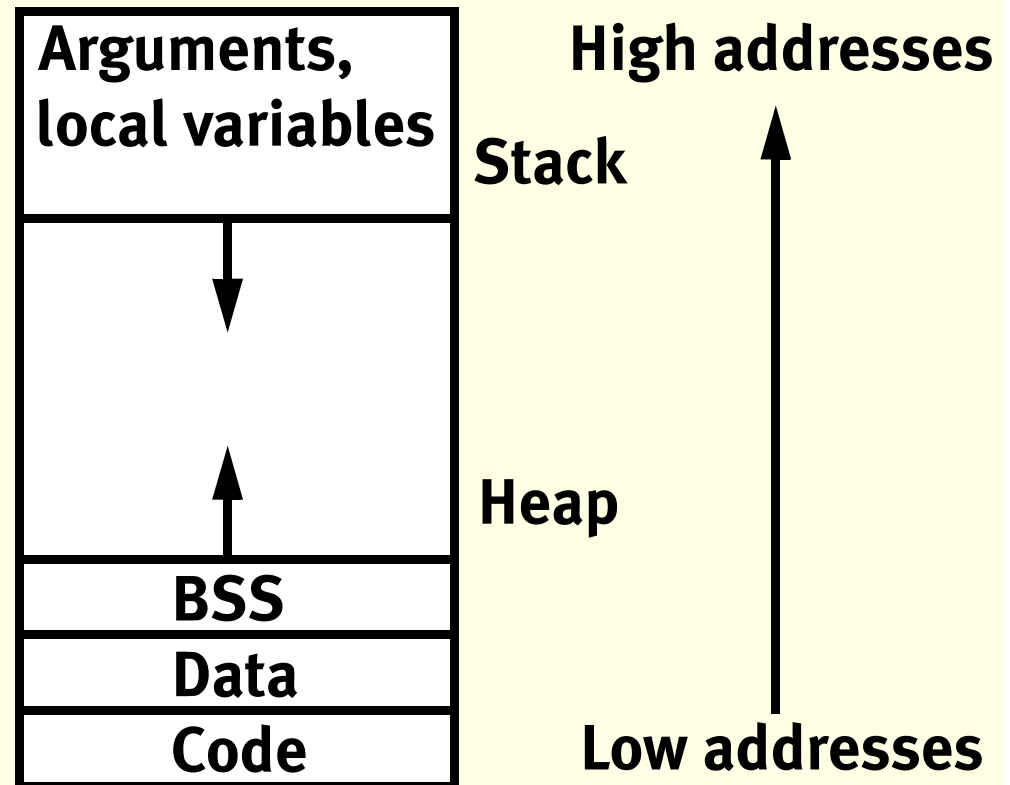 Arguments,
local variables
High addresses
Stack
Heap
BSS
Data
Code
Low addresses